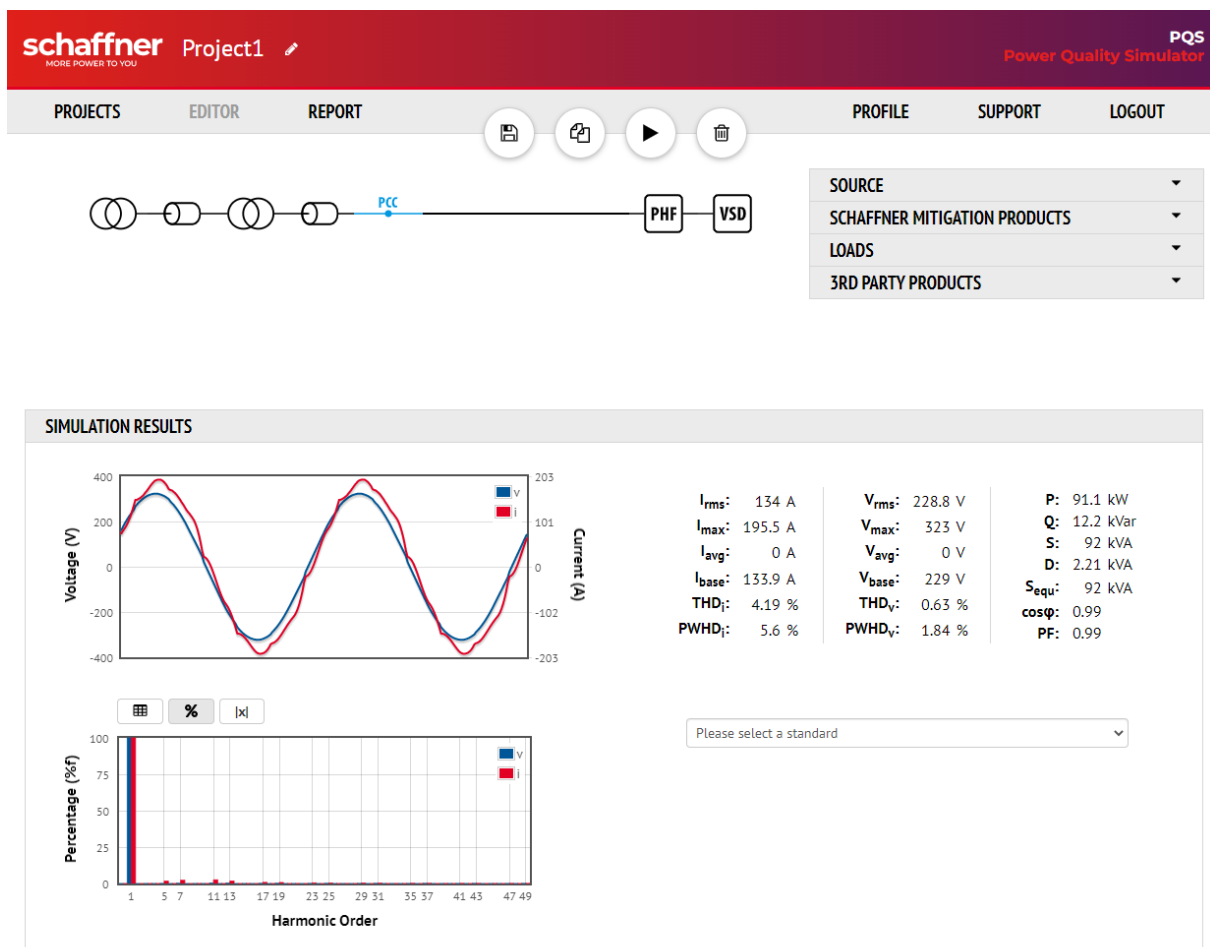 schaffner Project1
MORE POWER TO YOU
PQS
Power Quality Simulator
PROJECTS EDITOR REPORT PROFILE SUPPORT LOGOUT
PCC
PHF VSD
SOURCE
SCHAFFNER MITIGATION PRODUCTS
LOADS
3RD PARTY PRODUCTS
SIMULATION RESULTS
Voltage (V)
400
200
0
-200
-400
v
i
203
101
0
-102
-203
Current (A)
Irms: 134 A
Imax: 195.5 A
Iavg: 0 A
Ibase: 133.9 A
THDi: 4.19 %
PWHDi: 5.6 %
Vrms: 228.8 V
Vmax: 323 V
Vavg: 0 V
Vbase: 229 V
THDv: 0.63 %
PWHDv: 1.84 %
P: 91.1 kW
Q: 12.2 kVar
S: 92 kVA
D: 2.21 kVA
Sequ: 92 kVA
cosφ: 0.99
PF: 0.99
% |x|
Please select a standard
Percentage (%f)
100
75
50
25
0
v
i
1 5 7 11 13 17 19 23 25 29 31 35 37 41 43 47 49
Harmonic Order